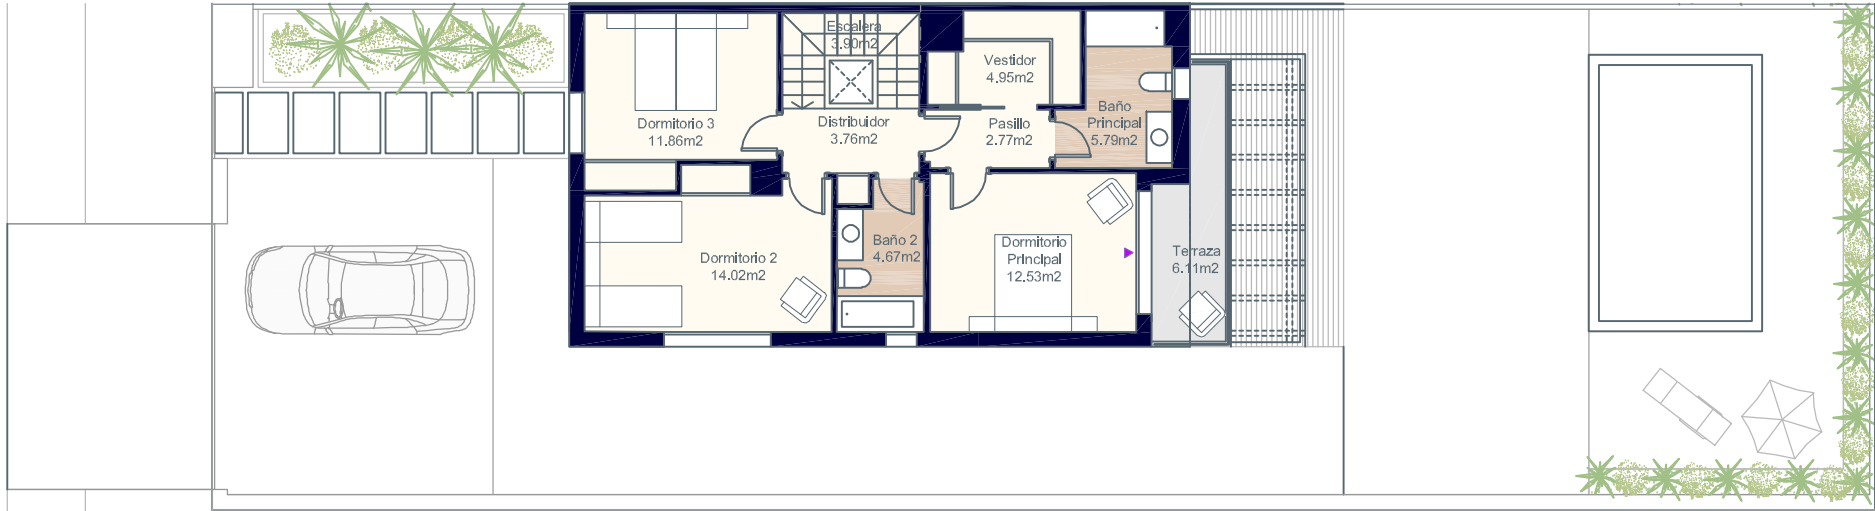 Escalera
3.90m2
Vestidor
4.95m2
Dormitorio 3
11.86m2
Distribuidor
3.76m2
Pasillo
2.77m2
Baño
Principal
5.79m2
Dormitorio 2
14.02m2
Baño 2
4.67m2
Dormitorio
Principal
12.53m2
Terraza
6.11m2